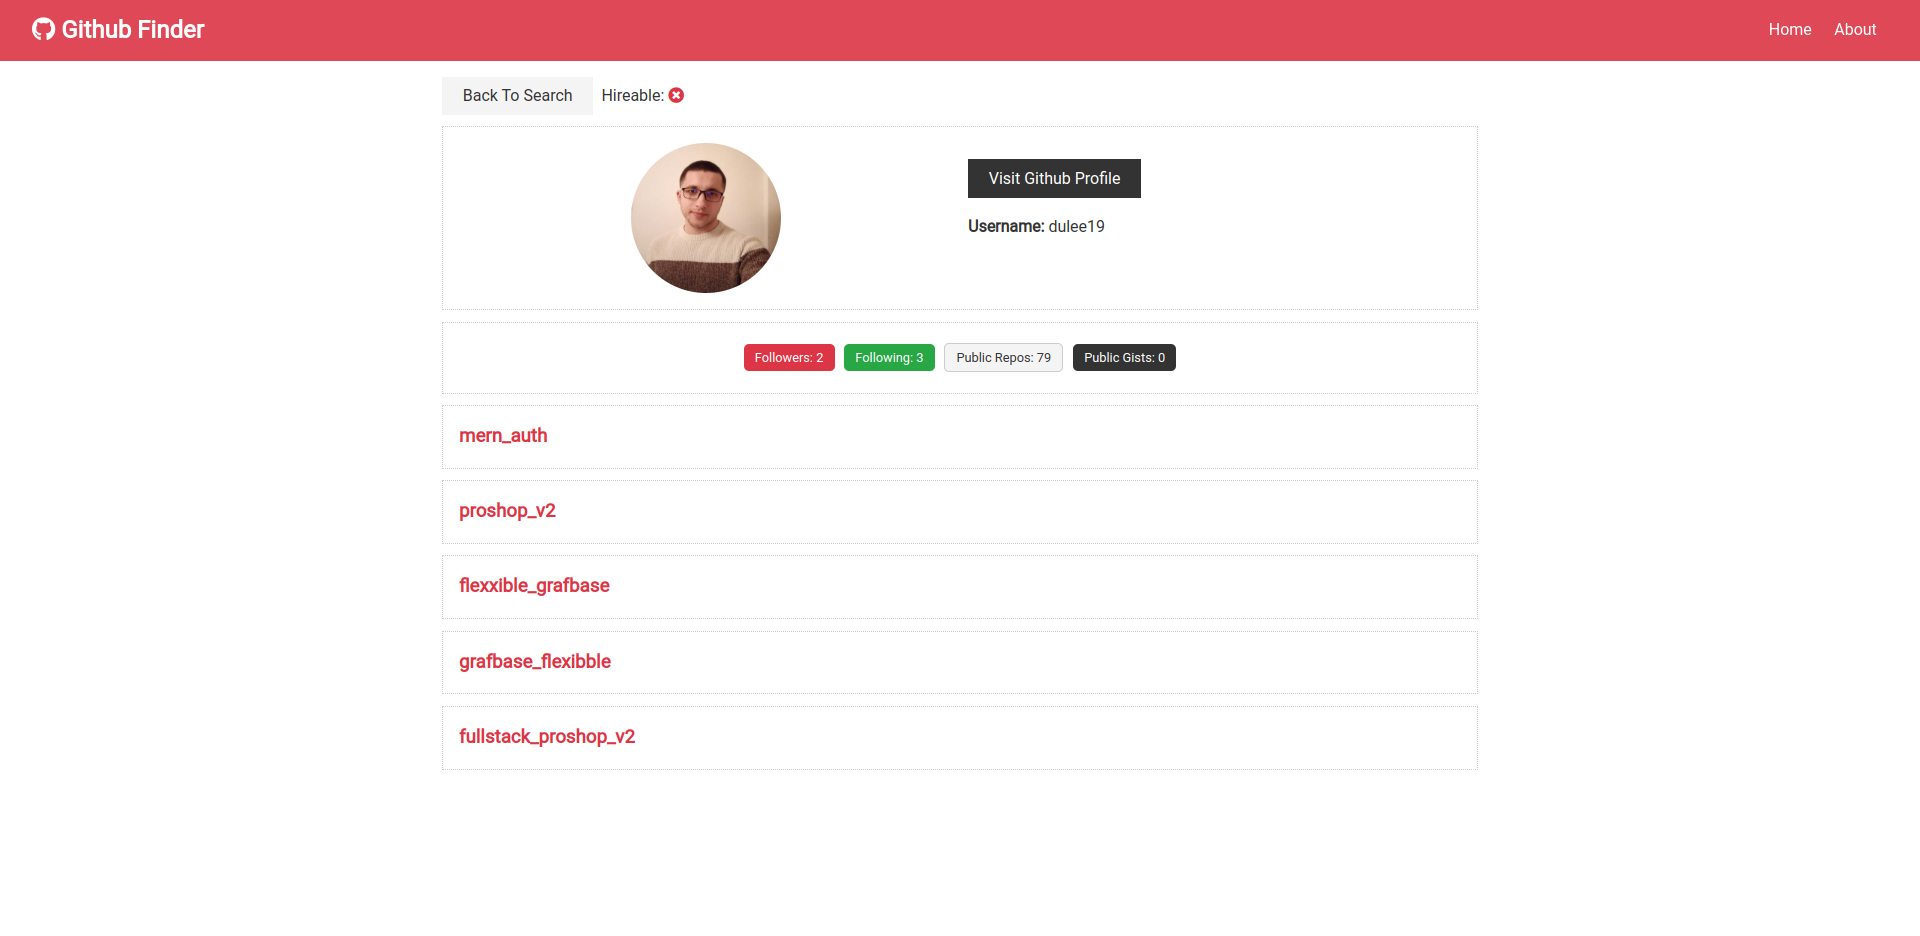 Github Finder Home About
Back To Search Hireable:
Visit Github Profile
Username: dulee19
Followers: 2 Following: 3 Public Repos: 79 Public Gists: 0
mern_auth
proshop_v2
flexxible_grafbase
grafbase_flexibble
fullstack_proshop_v2